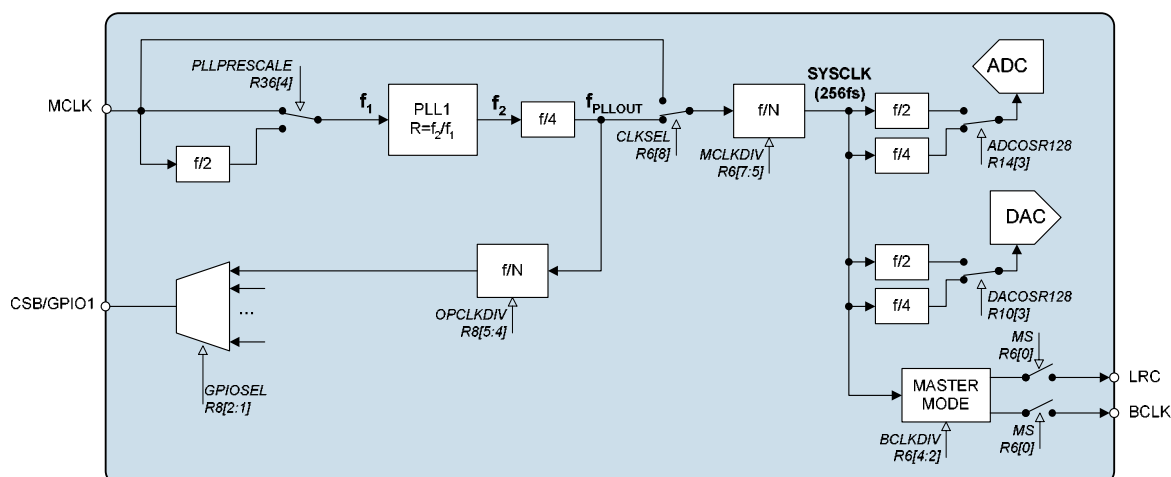 PLLPRESCALE
R36[4]
MCLK
f/2
f1
PLL1
R=f2/f1
f2
f/4
fPLLOUT
CLKSEL
R6[8]
f/N
MCLKDIV
R6[7:5]
SYSCLK
(256fs)
f/2
f/4
ADC
ADCOSR128
R14[3]
DAC
f/2
f/4
DACOSR128
R10[3]
CSB/GPIO1
...
GPIOSEL
R8[2:1]
f/N
OPCLKDIV
R8[5:4]
MASTER
MODE
BCLKDIV
R6[4:2]
MS
R6[0]
LRC
MS
R6[0]
BCLK